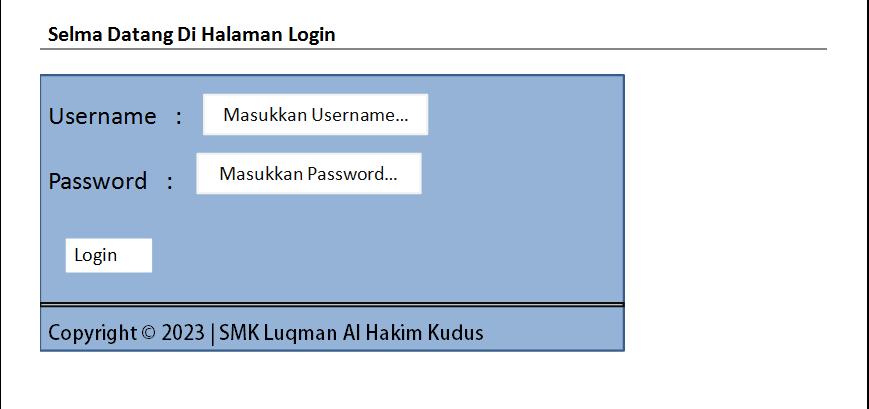 Selma Datang Di Halaman Login
Username : Masukkan Username...
Password : Masukkan Password...
Login
Copyright © 2023 | SMK Luqman Al Hakim Kudus